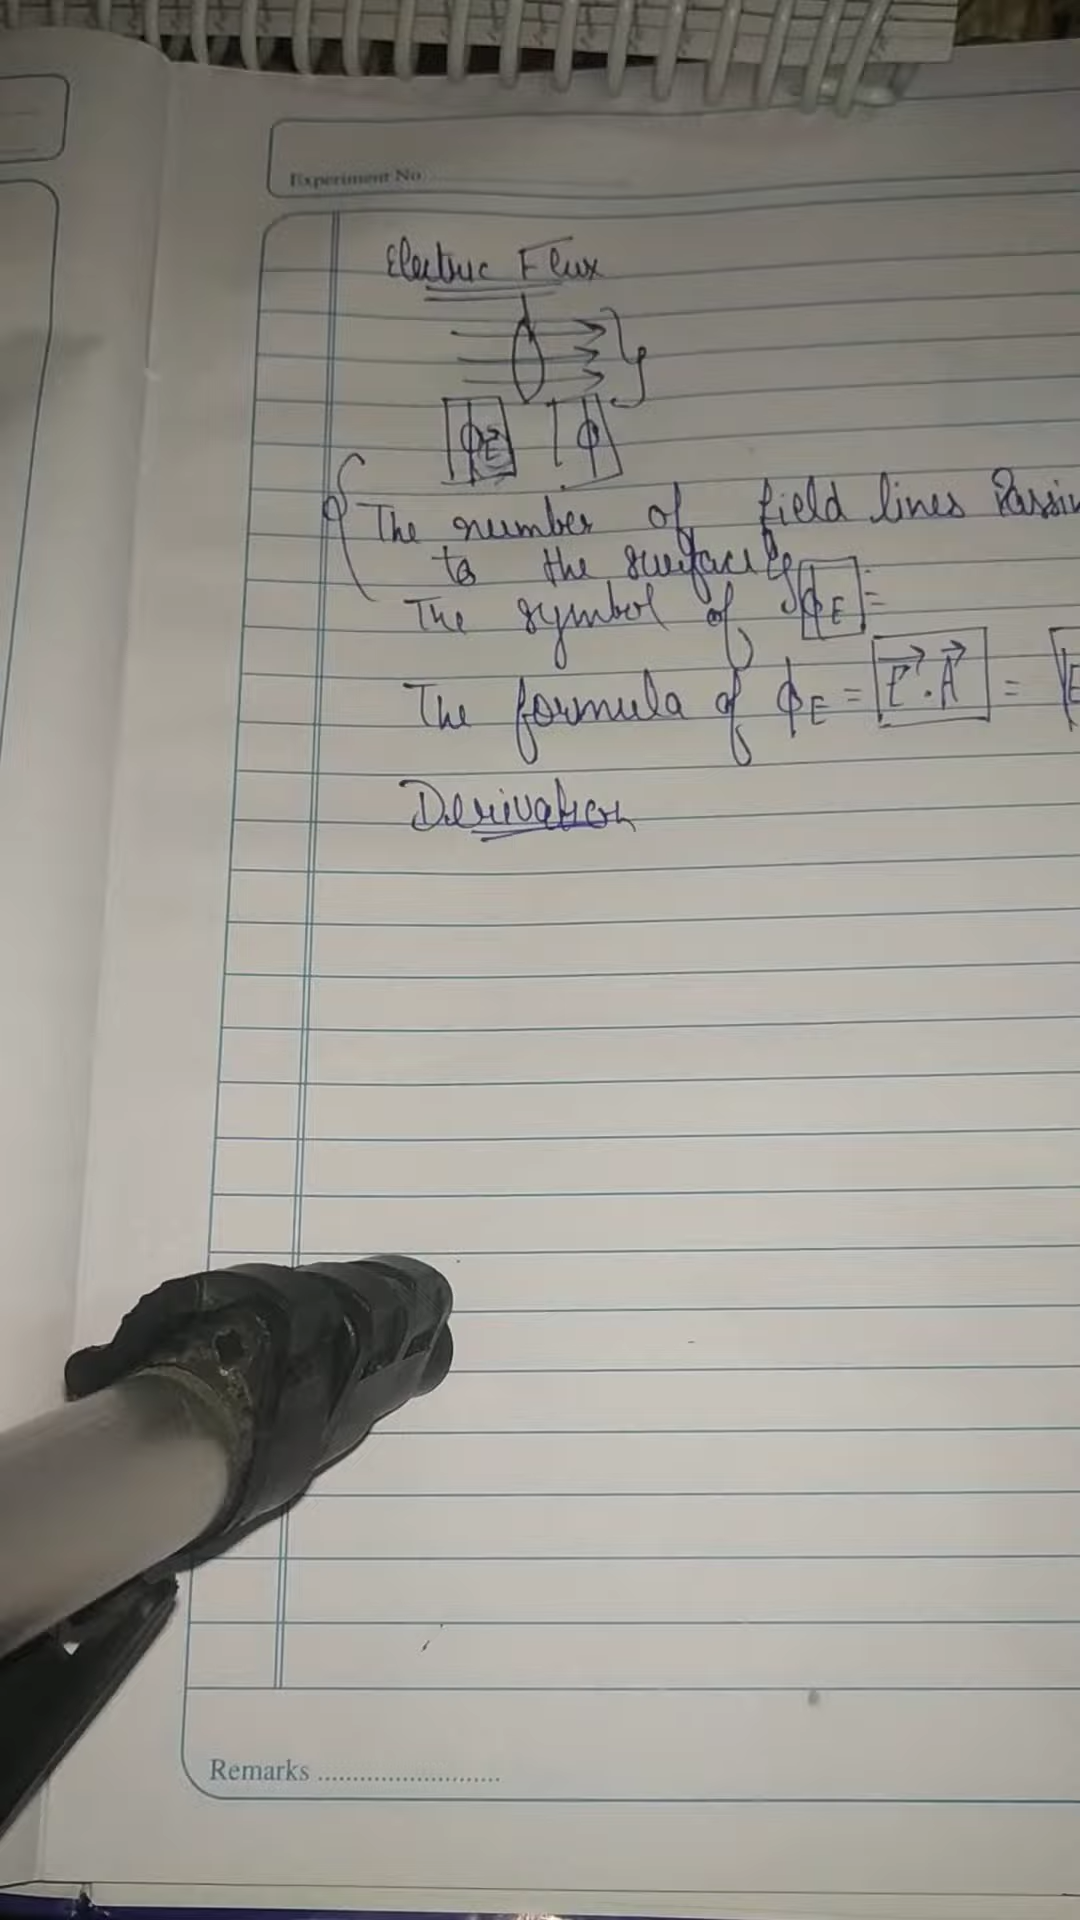 Experiment No
Electric Flux
ϕE ϕ
The number of field lines Passin
to the surface
The symbol of ϕE =
The formula of ϕE = E⃗ . A⃗ = E
Derivation
Remarks ..........................